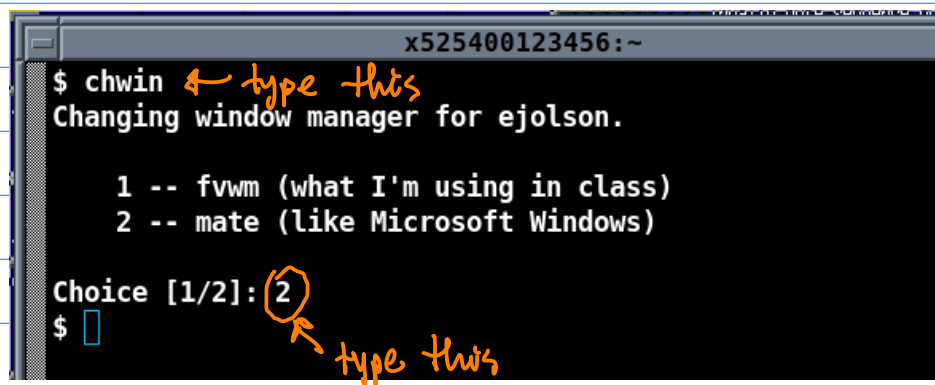 x525400123456:~
$ chwin ← type this
Changing window manager for ejolson.
1 -- fvwm (what I'm using in class)
2 -- mate (like Microsoft Windows)
Choice [1/2]: 2
$
type this